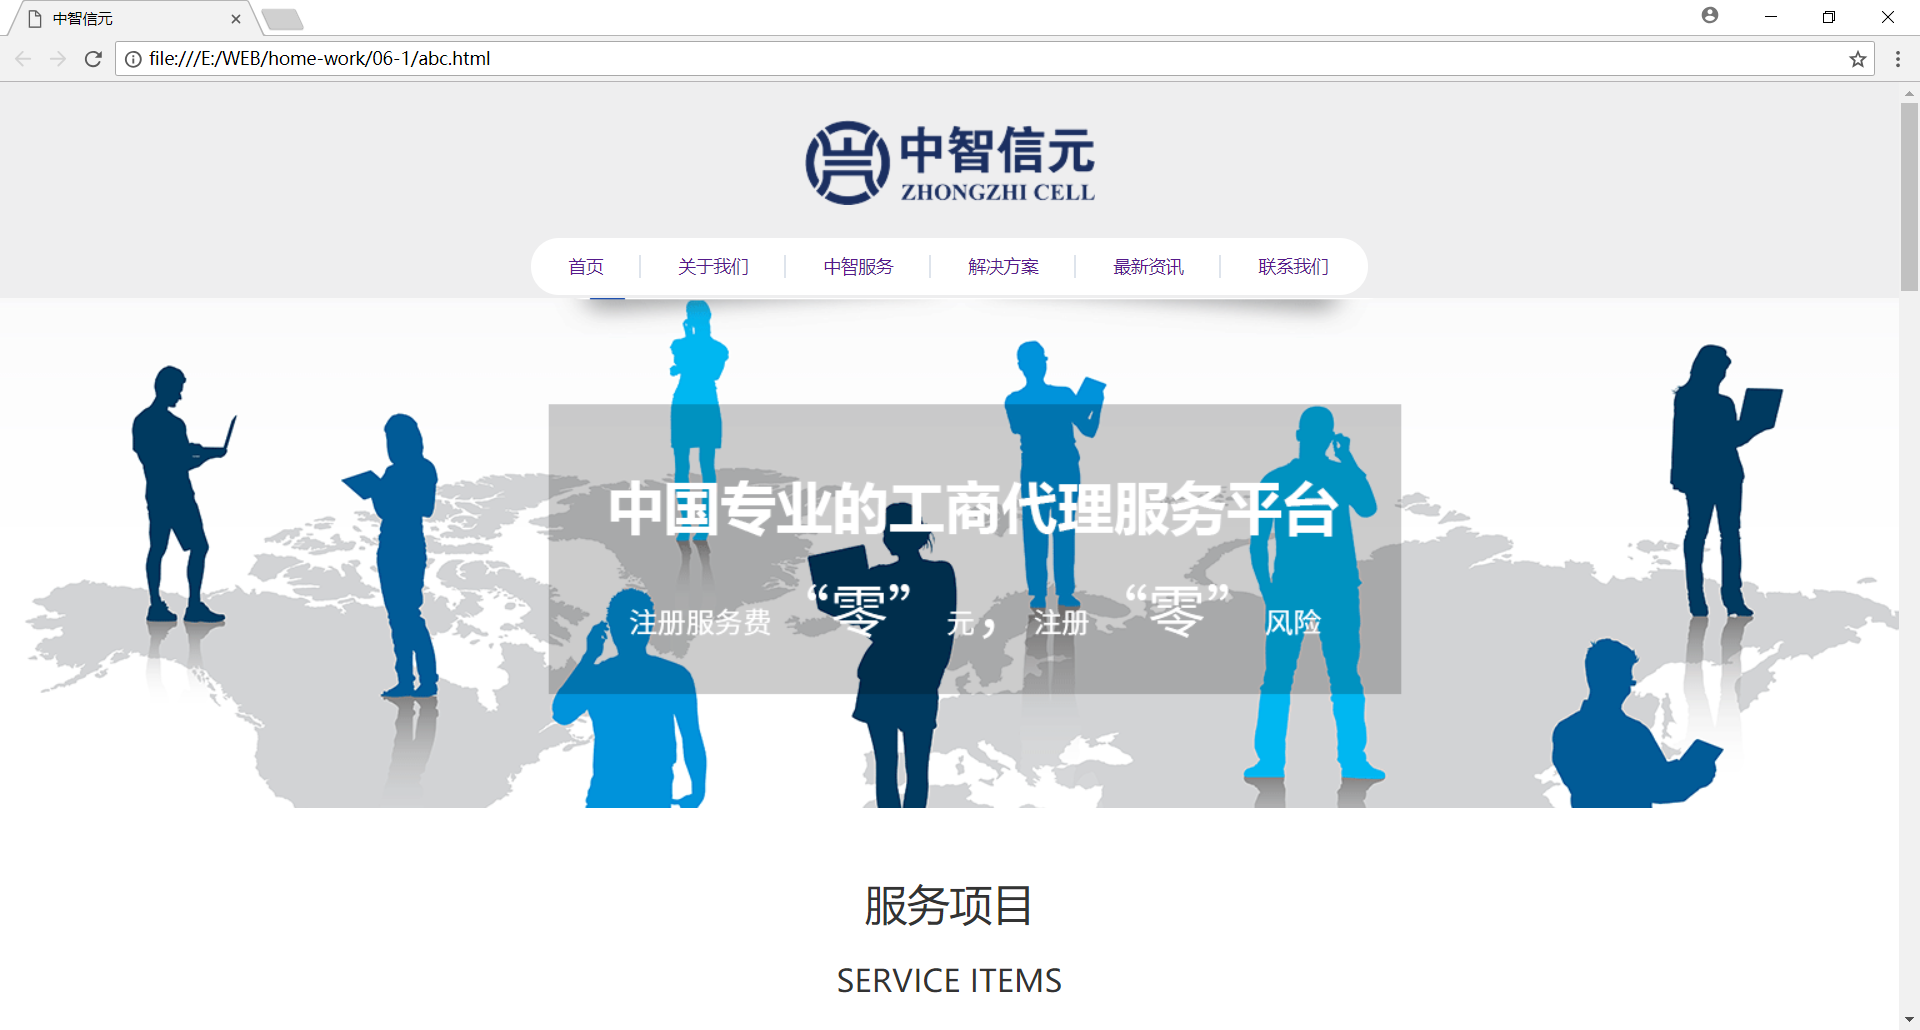 中智信元
file:///E:/WEB/home-work/06-1/abc.html
中智信元
ZHONGZHI CELL
首页 关于我们 中智服务 解决方案 最新资讯 联系我们
中国专业的工商代理服务平台
注册服务费 “零” 元， 注册 “零” 风险
服务项目
SERVICE ITEMS